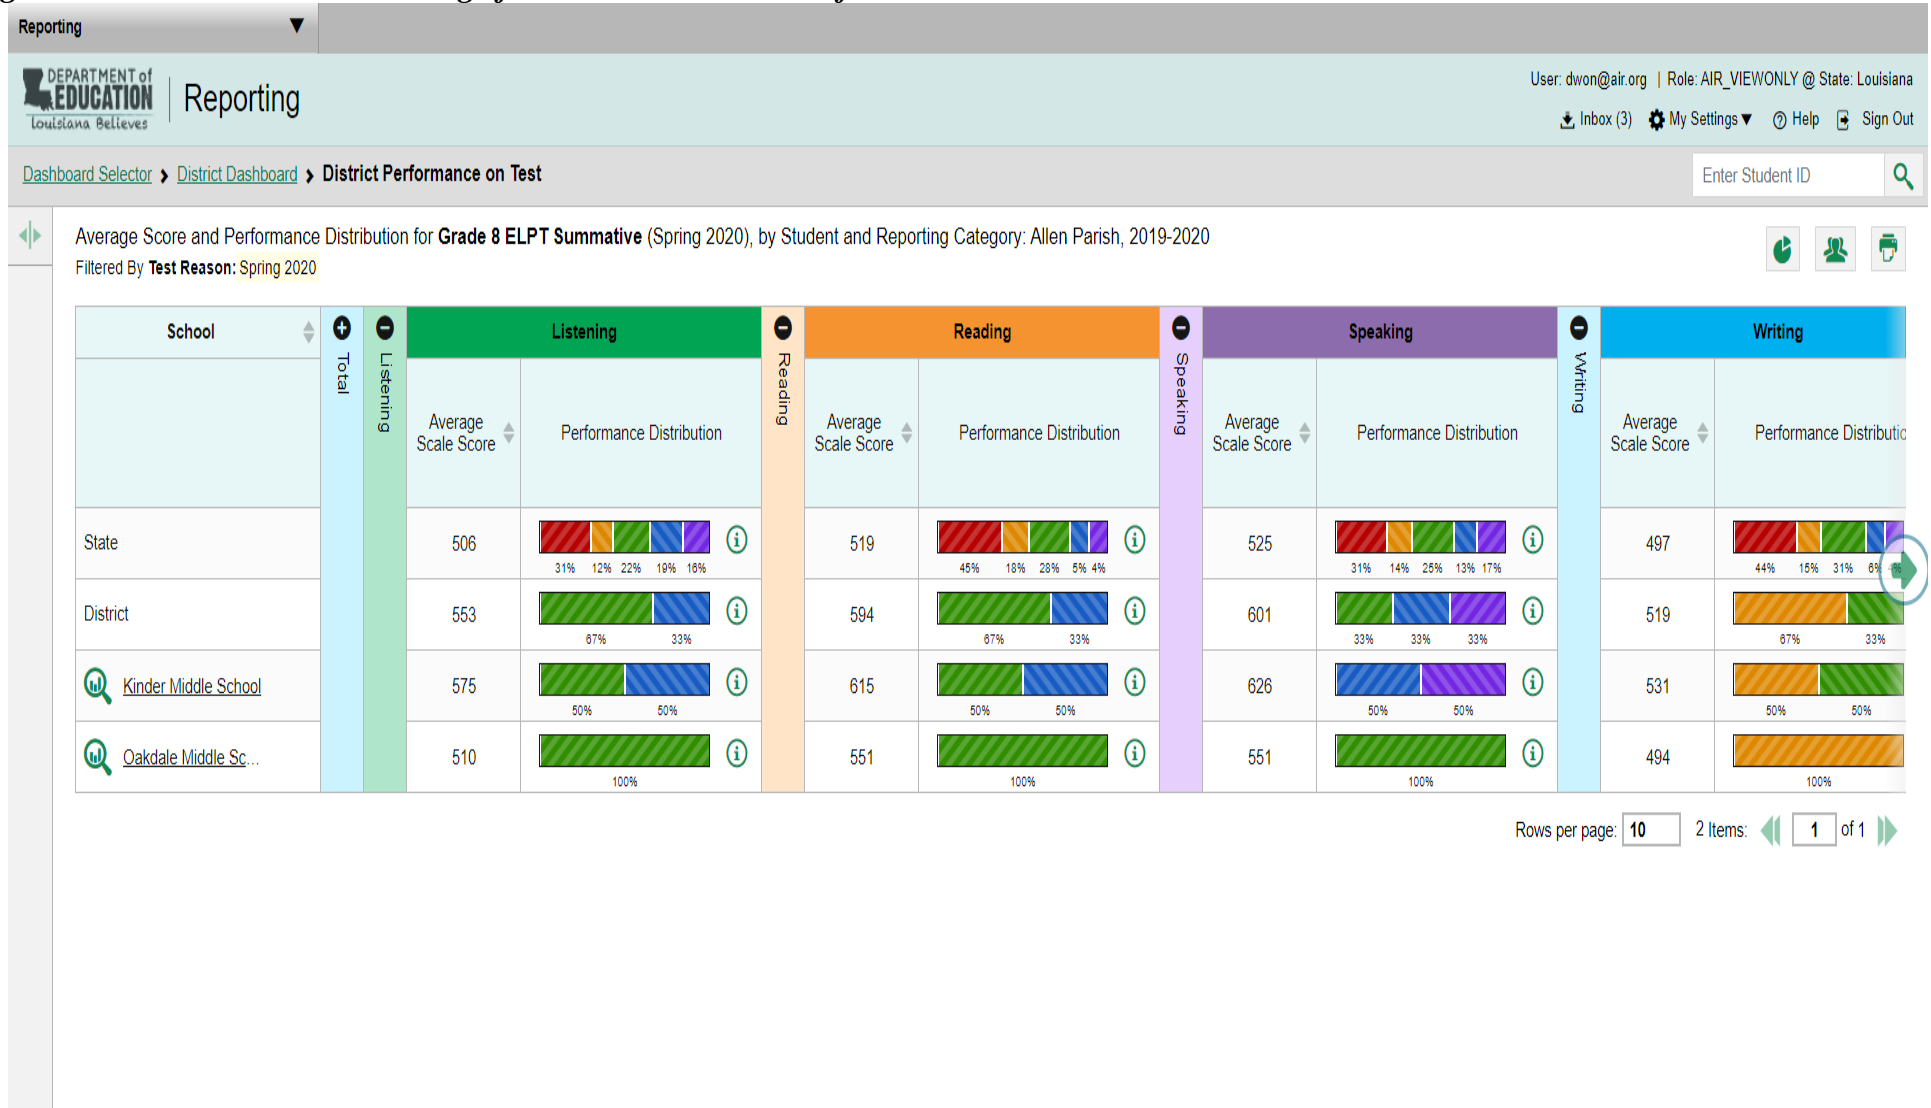 Reporting ▼
DEPARTMENT of
EDUCATION
Louisiana Believes
Reporting
User: dwon@air.org | Role: AIR_VIEWONLY @ State: Louisiana
Inbox (3) My Settings▼ Help Sign Out
Dashboard Selector > District Dashboard > District Performance on Test
Enter Student ID
Average Score and Performance Distribution for Grade 8 ELPT Summative (Spring 2020), by Student and Reporting Category: Allen Parish, 2019-2020
Filtered By Test Reason: Spring 2020
School Total Listening Listening Reading Reading Speaking Speaking Writing Writing
Average Scale Score Performance Distribution Average Scale Score Performance Distribution Average Scale Score Performance Distribution Average Scale Score Performance Distributio
State 506 519 525 497
31% 12% 22% 19% 16% 45% 18% 28% 5% 4% 31% 14% 25% 13% 17% 44% 15% 31% 6% 4%
District 553 594 601 519
67% 33% 67% 33% 33% 33% 33% 67% 33%
Kinder Middle School 575 615 626 531
50% 50% 50% 50% 50% 50% 50% 50%
Oakdale Middle Sc... 510 551 551 494
100% 100% 100% 100%
Rows per page: 10 2 Items: 1 of 1